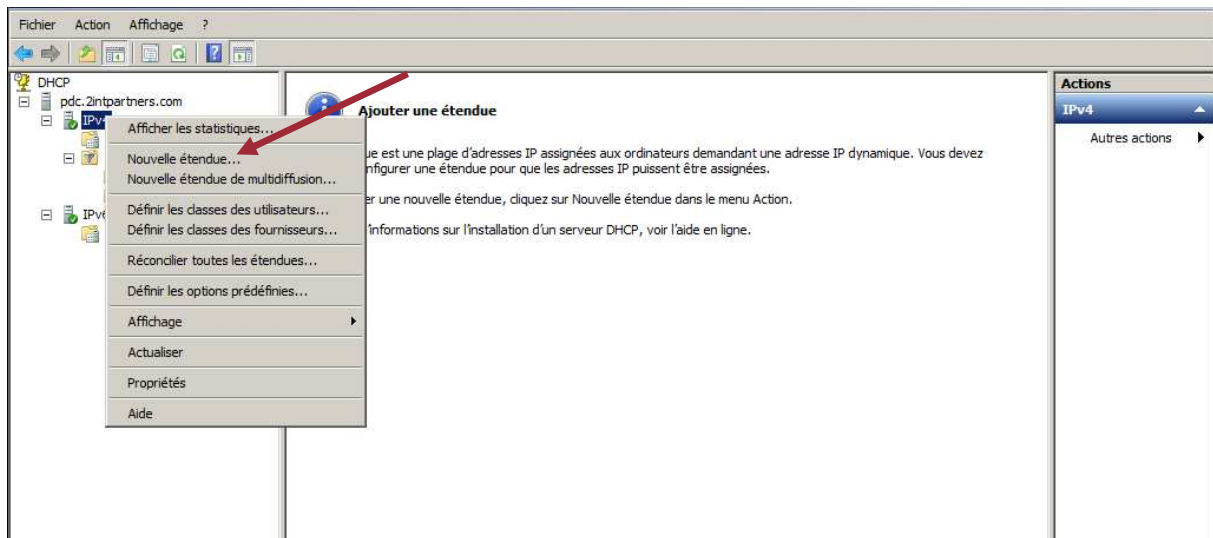 Fichier Action Affichage ?
DHCP
pdc.2intpartners.com
IPv4
IPv6
Afficher les statistiques...
Nouvelle étendue...
Nouvelle étendue de multidiffusion...
Définir les classes des utilisateurs...
Définir les classes des fournisseurs...
Réconcilier toutes les étendues...
Définir les options prédéfinies...
Affichage
Actualiser
Propriétés
Aide
Ajouter une étendue
ue est une plage d'adresses IP assignées aux ordinateurs demandant une adresse IP dynamique. Vous devez
nfigurer une étendue pour que les adresses IP puissent être assignées.
er une nouvelle étendue, cliquez sur Nouvelle étendue dans le menu Action.
'informations sur l'installation d'un serveur DHCP, voir l'aide en ligne.
Actions
IPv4
Autres actions